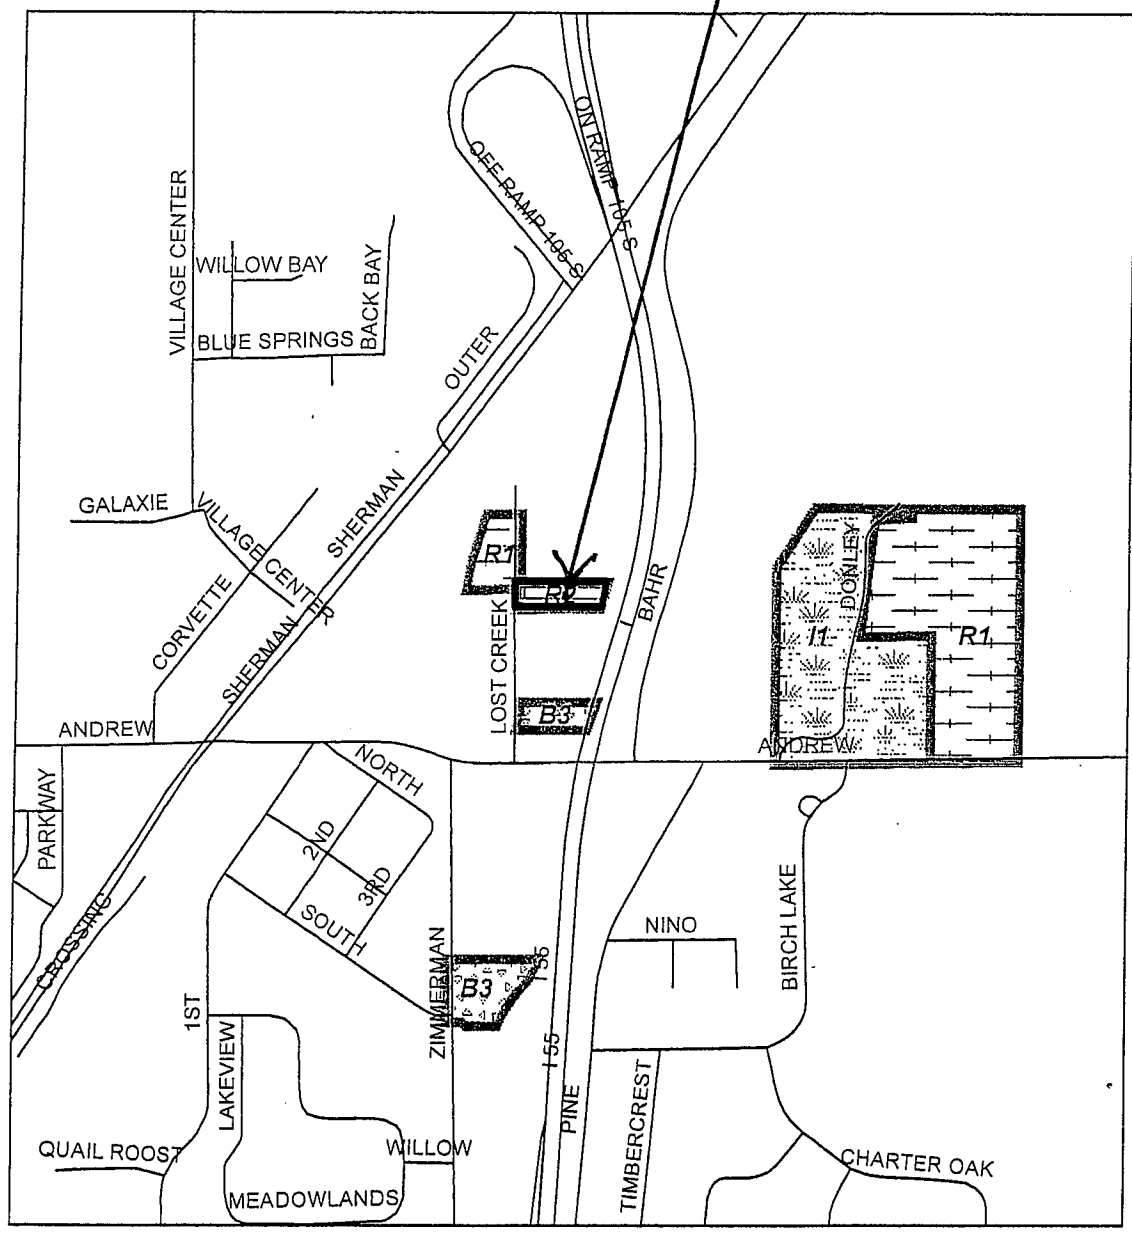 ON RAMP 105 S
OFF RAMP 105 S
VILLAGE CENTER
WILLOW BAY
BACK BAY
BLUE SPRINGS
OUTER
GALAXIE
VILLAGE CENTER
SHERMAN
R1
R2
BAHR
DONLEY
CORVETTE
LOST CREEK
I1
R1
SHERMAN
B3
ANDREW
ANDREW
NORTH
PARKWAY
2ND
3RD
SOUTH
BIRCH LAKE
NINO
CROSSING
ZIMMERMAN
I 55
B3
1ST
I 55
LAKEVIEW
PINE
TIMBERCREST
QUAIL ROOST
WILLOW
CHARTER OAK
MEADOWLANDS